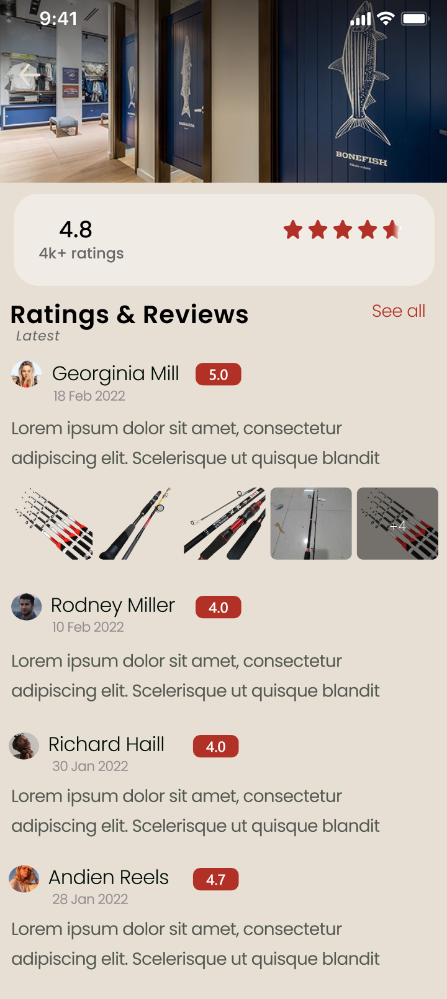 9:41
BARRACUDA
BONEFISH
Albula vulpes
4.8
4k+ ratings
Ratings & Reviews
See all
Latest
Georginia Mill
5.0
18 Feb 2022
Lorem ipsum dolor sit amet, consectetur
adipiscing elit. Scelerisque ut quisque blandit
+4
Rodney Miller
4.0
10 Feb 2022
Lorem ipsum dolor sit amet, consectetur
adipiscing elit. Scelerisque ut quisque blandit
Richard Haill
4.0
30 Jan 2022
Lorem ipsum dolor sit amet, consectetur
adipiscing elit. Scelerisque ut quisque blandit
Andien Reels
4.7
28 Jan 2022
Lorem ipsum dolor sit amet, consectetur
adipiscing elit. Scelerisque ut quisque blandit